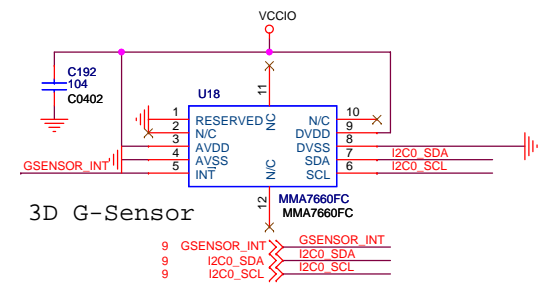 VCCIO
C192
104
C0402
U18
11
NC
1 RESERVED N/C 10
2 N/C DVDD 9
3 AVDD DVSS 8
4 AVSS SDA 7 I2C0_SDA
GSENSOR_INT 5 INT SCL 6 I2C0_SCL
N/C
12
MMA7660FC
MMA7660FC
3D G-Sensor
9 GSENSOR_INT GSENSOR_INT
9 I2C0_SDA I2C0_SDA
9 I2C0_SCL I2C0_SCL